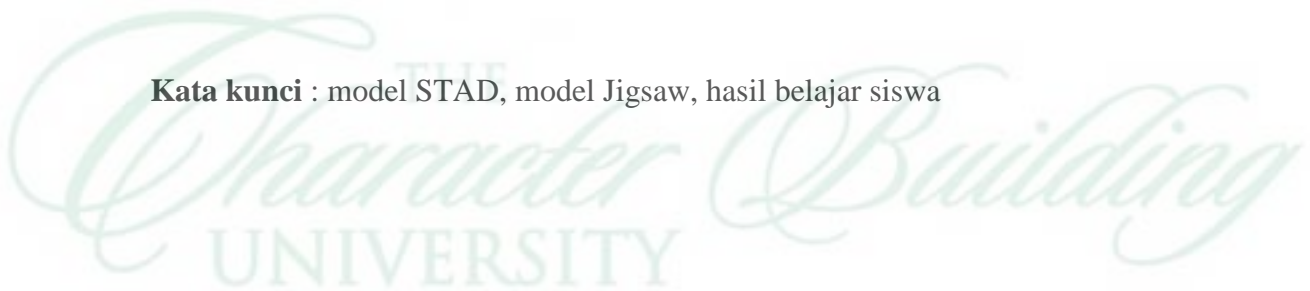 Kata kunci : model STAD, model Jigsaw, hasil belajar siswa
THE
Character Building
UNIVERSITY